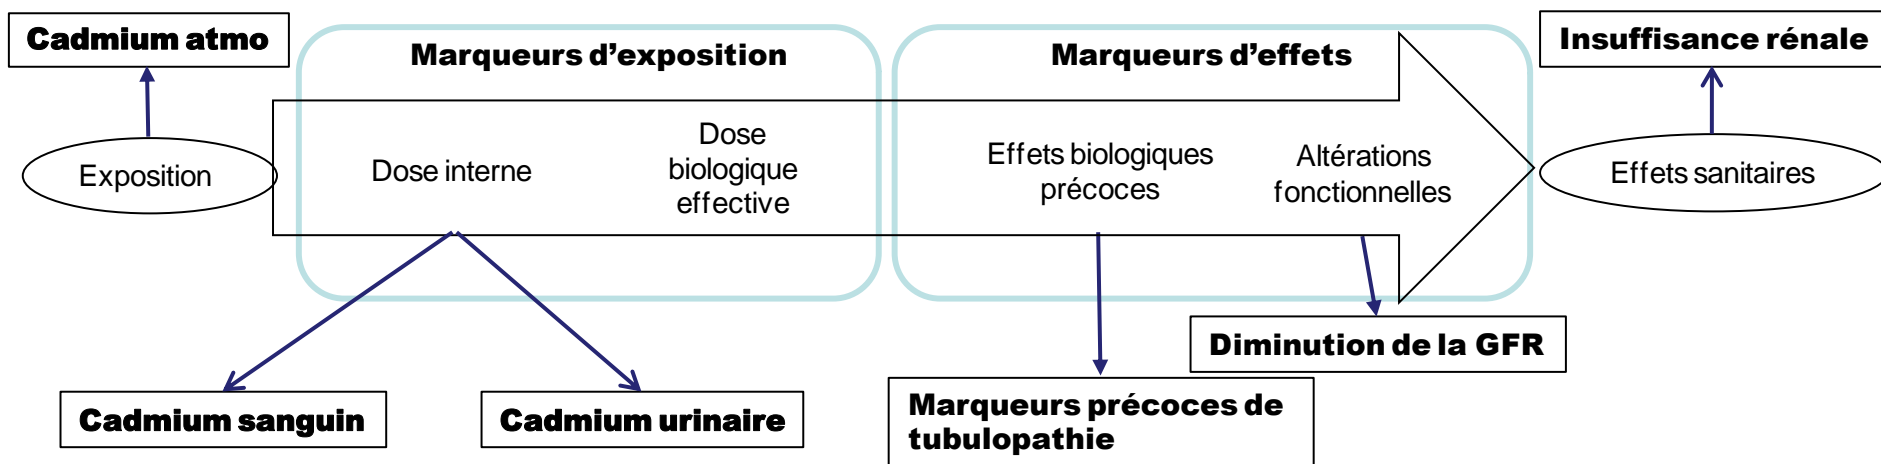 Cadmium atmo
Marqueurs d'exposition
Marqueurs d'effets
Insuffisance rénale
Exposition
Dose interne
Dose
biologique
effective
Effets biologiques
précoces
Altérations
fonctionnelles
Effets sanitaires
Cadmium sanguin
Cadmium urinaire
Marqueurs précoces de
tubulopathie
Diminution de la GFR